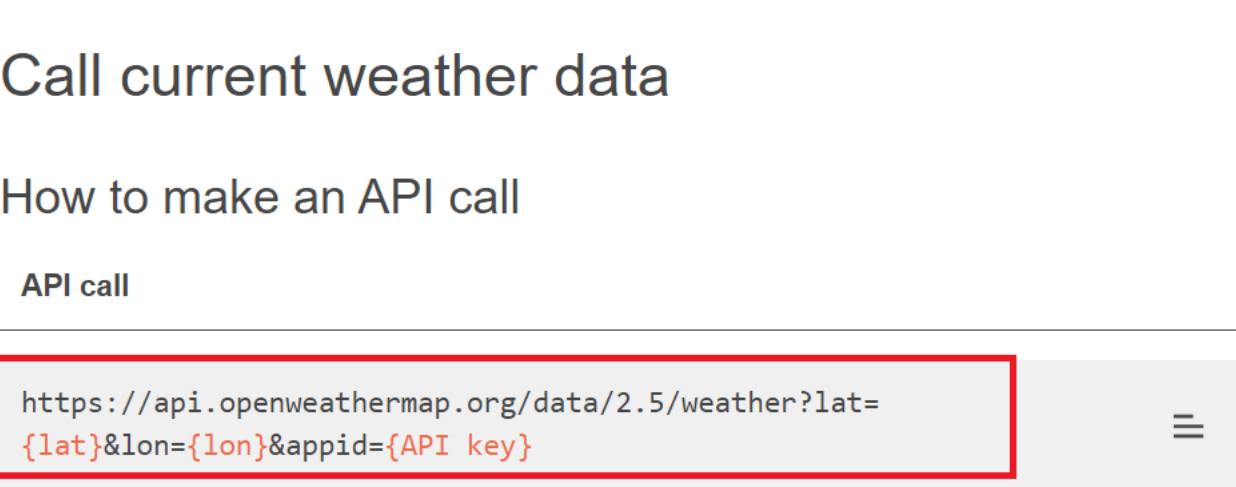 Call current weather data
How to make an API call
API call
https://api.openweathermap.org/data/2.5/weather?lat=
{lat}&lon={lon}&appid={API key}